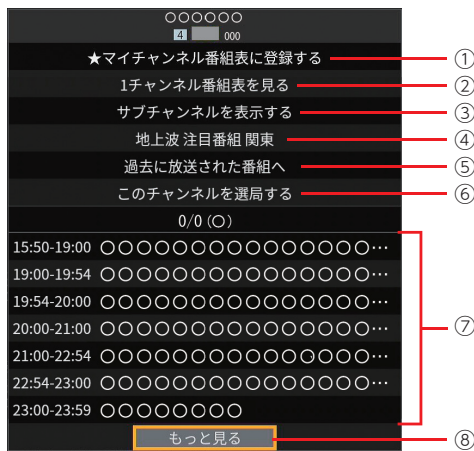 ○○○○○○
4 000
★マイチャンネル番組表に登録する ①
1チャンネル番組表を見る ②
サブチャンネルを表示する ③
地上波 注目番組 関東 ④
過去に放送された番組へ ⑤
このチャンネルを選局する ⑥
0/0 (○)
15:50-19:00 ○○○○○○○○○○○○○○○…
19:00-19:54 ○○○○○○○○○○○○○○○…
19:54-20:00 ○○○○○○○○○○○○○○○…
20:00-21:00 ○○○○○○○○○○○○○○○… ⑦
21:00-22:54 ○○○○○○○○○○○○○○○…
22:54-23:00 ○○○○○○○○○○○○○○○…
23:00-23:59 ○○○○○○○○
もっと見る ⑧